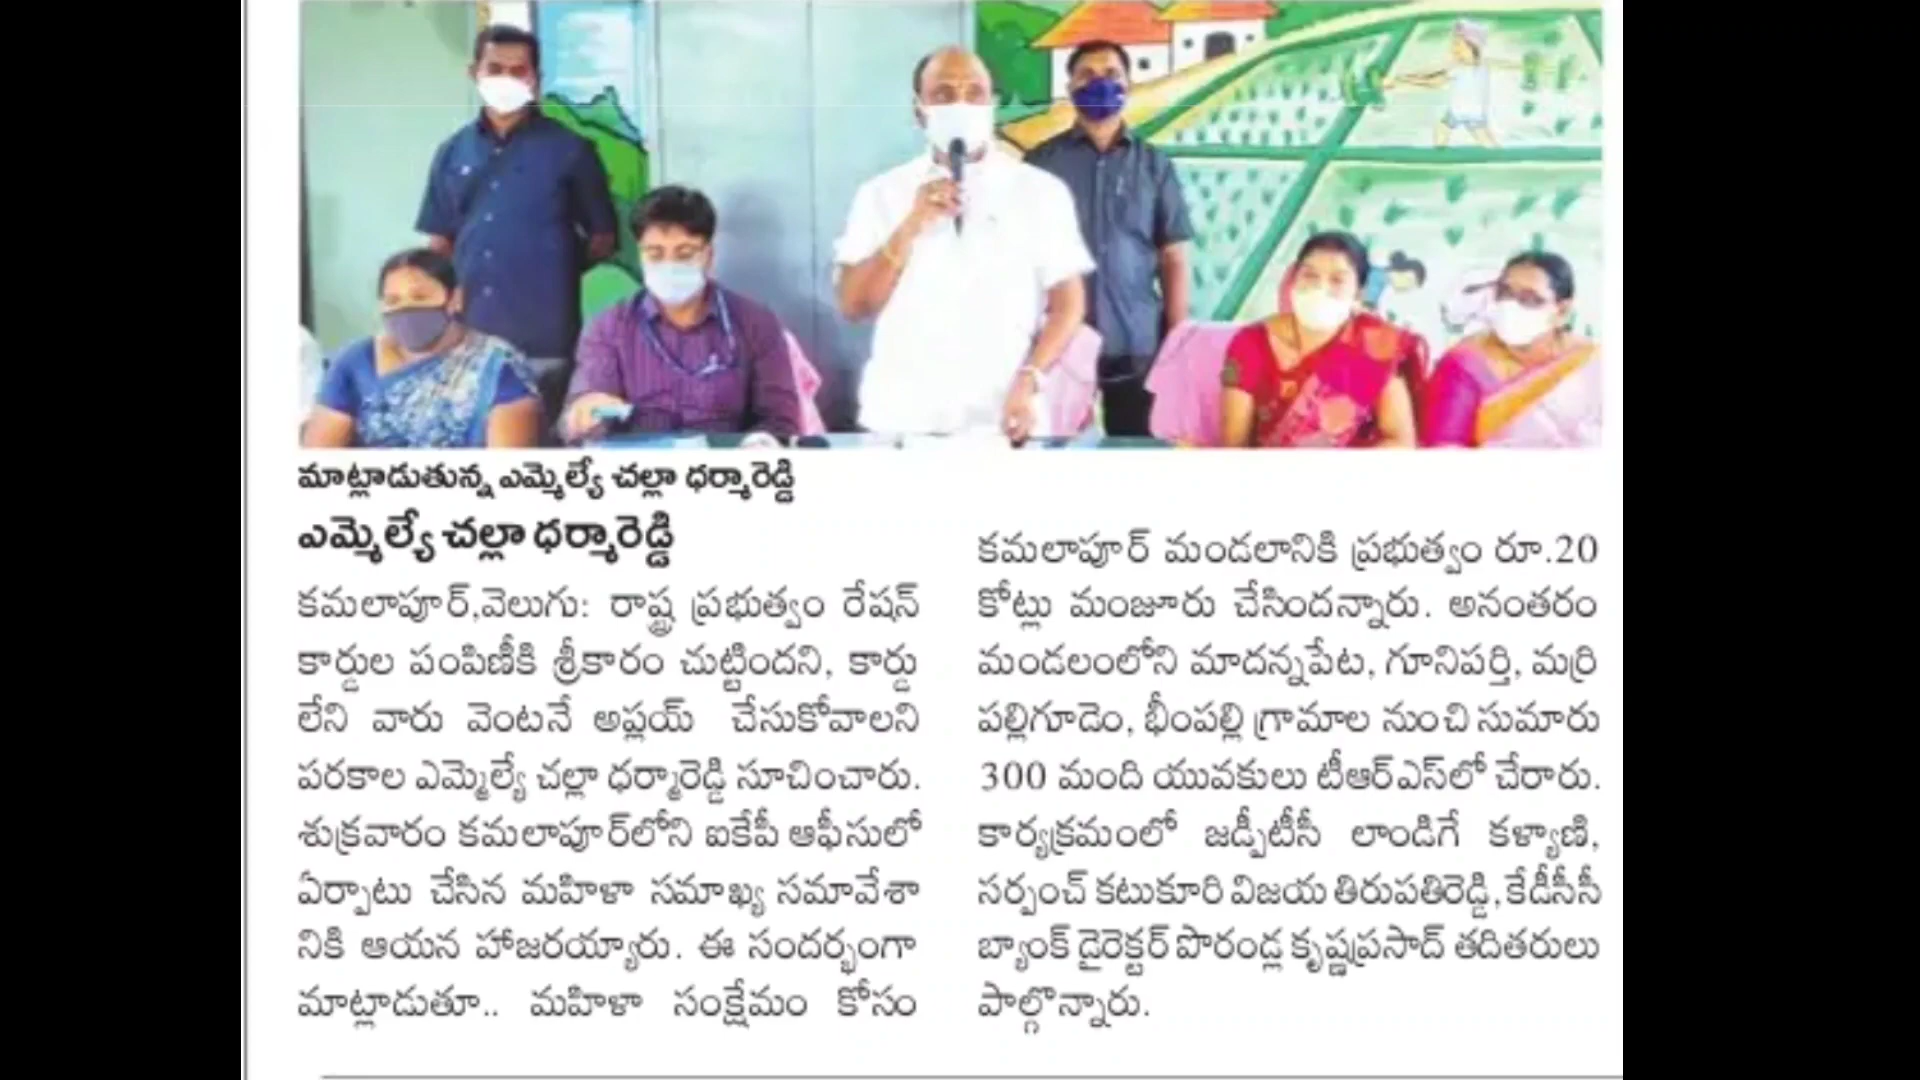 మాట్లాడుతున్న ఎమ్మెల్యే చల్లా ధర్మారెడ్డి
ఎమ్మెల్యే చల్లా ధర్మారెడ్డి
కమలాపూర్,వెలుగు: రాష్ట్ర ప్రభుత్వం రేషన్
కార్డుల పంపిణీకి శ్రీకారం చుట్టిందని, కార్డు
లేని వారు వెంటనే అప్లయ్ చేసుకోవాలని
పరకాల ఎమ్మెల్యే చల్లా ధర్మారెడ్డి సూచించారు.
శుక్రవారం కమలాపూర్‌లోని ఐకేపీ ఆఫీసులో
ఏర్పాటు చేసిన మహిళా సమాఖ్య సమావేశా
నికి ఆయన హాజరయ్యారు. ఈ సందర్భంగా
మాట్లాడుతూ.. మహిళా సంక్షేమం కోసం
కమలాపూర్ మండలానికి ప్రభుత్వం రూ.20
కోట్లు మంజూరు చేసిందన్నారు. అనంతరం
మండలంలోని మాదన్నపేట, గూనిపర్తి, మర్రి
పల్లిగూడెం, భీంపల్లి గ్రామాల నుంచి సుమారు
300 మంది యువకులు టీఆర్ఎస్‌లో చేరారు.
కార్యక్రమంలో జడ్పీటీసీ లాండిగే కళ్యాణి,
సర్పంచ్ కటుకూరి విజయ తిరుపతిరెడ్డి, కేడీసీసీ
బ్యాంక్ డైరెక్టర్ పొరండ్ల కృష్ణప్రసాద్ తదితరులు
పాల్గొన్నారు.